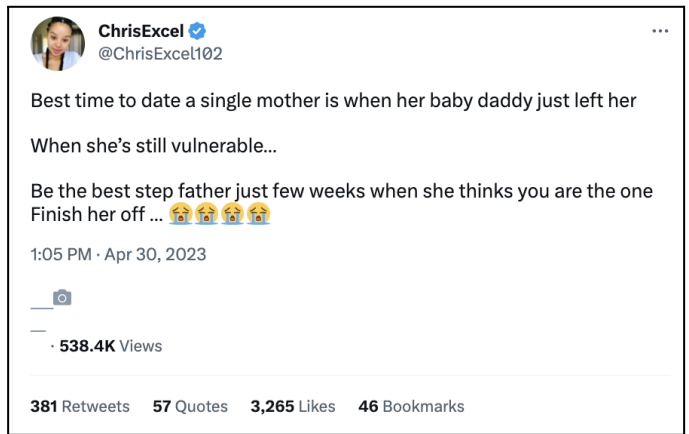 ChrisExcel
@ChrisExcel102
Best time to date a single mother is when her baby daddy just left her
When she’s still vulnerable...
Be the best step father just few weeks when she thinks you are the one
Finish her off ... 😭😭😭😭
1:05 PM · Apr 30, 2023
· 538.4K Views
381 Retweets 57 Quotes 3,265 Likes 46 Bookmarks